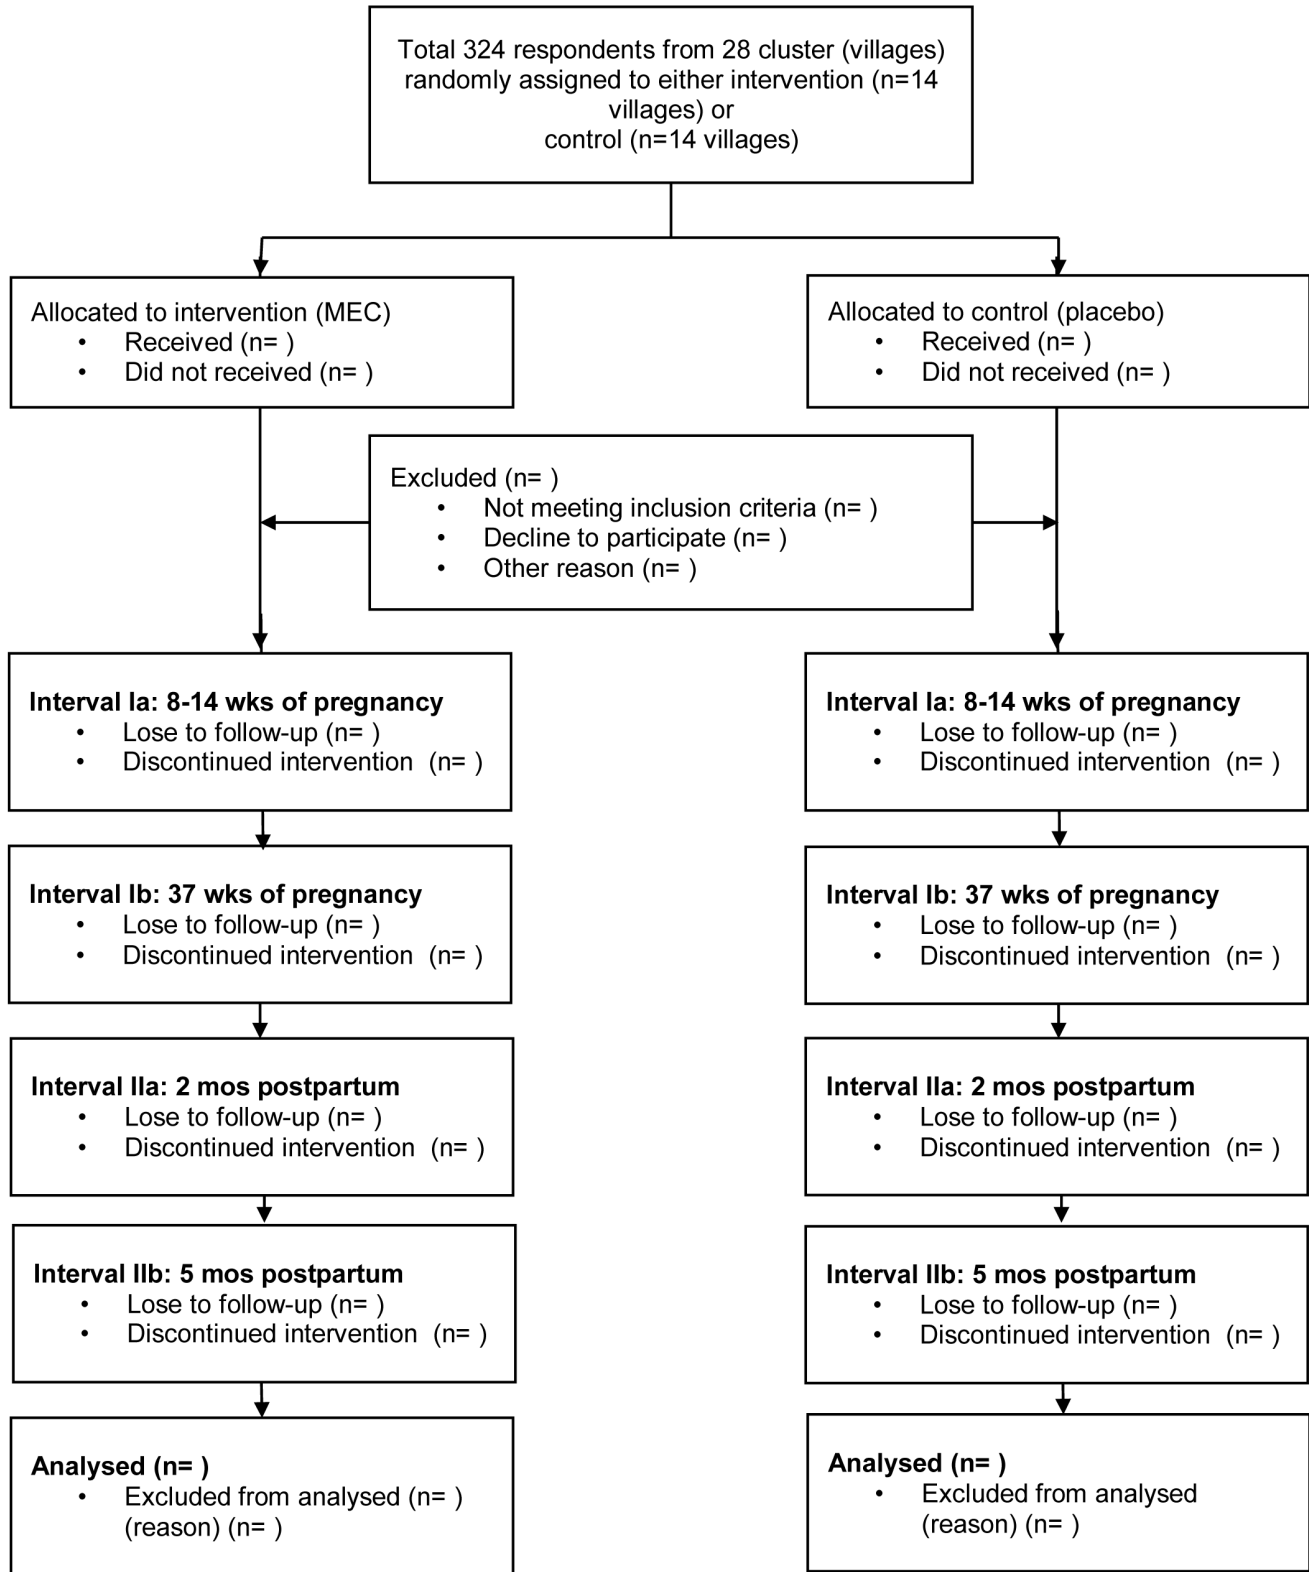 Total 324 respondents from 28 cluster (villages)
randomly assigned to either intervention (n=14
villages) or
control (n=14 villages)
Allocated to intervention (MEC)
• Received (n= )
• Did not received (n= )
Allocated to control (placebo)
• Received (n= )
• Did not received (n= )
Excluded (n= )
• Not meeting inclusion criteria (n= )
• Decline to participate (n= )
• Other reason (n= )
Interval Ia: 8-14 wks of pregnancy
• Lose to follow-up (n= )
• Discontinued intervention (n= )
Interval Ia: 8-14 wks of pregnancy
• Lose to follow-up (n= )
• Discontinued intervention (n= )
Interval Ib: 37 wks of pregnancy
• Lose to follow-up (n= )
• Discontinued intervention (n= )
Interval Ib: 37 wks of pregnancy
• Lose to follow-up (n= )
• Discontinued intervention (n= )
Interval IIa: 2 mos postpartum
• Lose to follow-up (n= )
• Discontinued intervention (n= )
Interval IIa: 2 mos postpartum
• Lose to follow-up (n= )
• Discontinued intervention (n= )
Interval IIb: 5 mos postpartum
• Lose to follow-up (n= )
• Discontinued intervention (n= )
Interval IIb: 5 mos postpartum
• Lose to follow-up (n= )
• Discontinued intervention (n= )
Analysed (n= )
• Excluded from analysed (n= )
(reason) (n= )
Analysed (n= )
• Excluded from analysed
(reason) (n= )